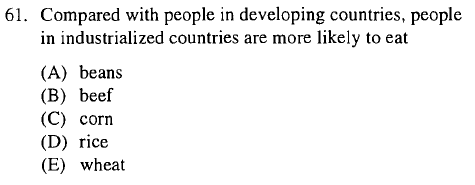 61. Compared with people in developing countries, people
in industrialized countries are more likely to eat
(A) beans
(B) beef
(C) corn
(D) rice
(E) wheat